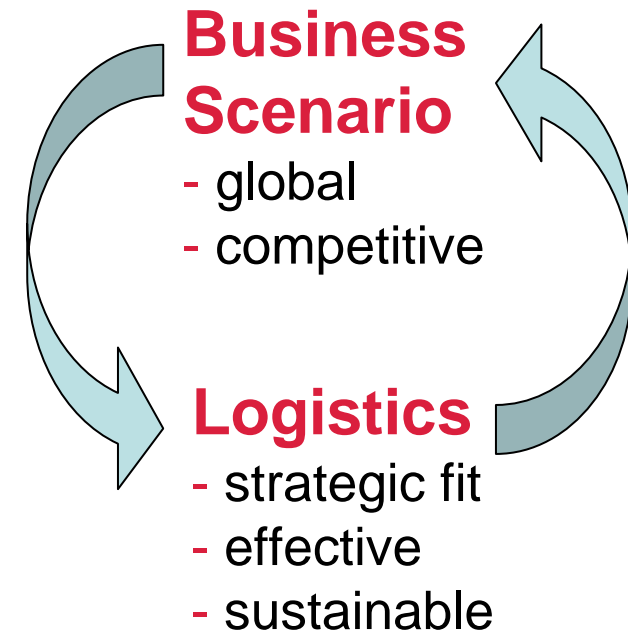 Business
Scenario
- global
- competitive
Logistics
- strategic fit
- effective
- sustainable